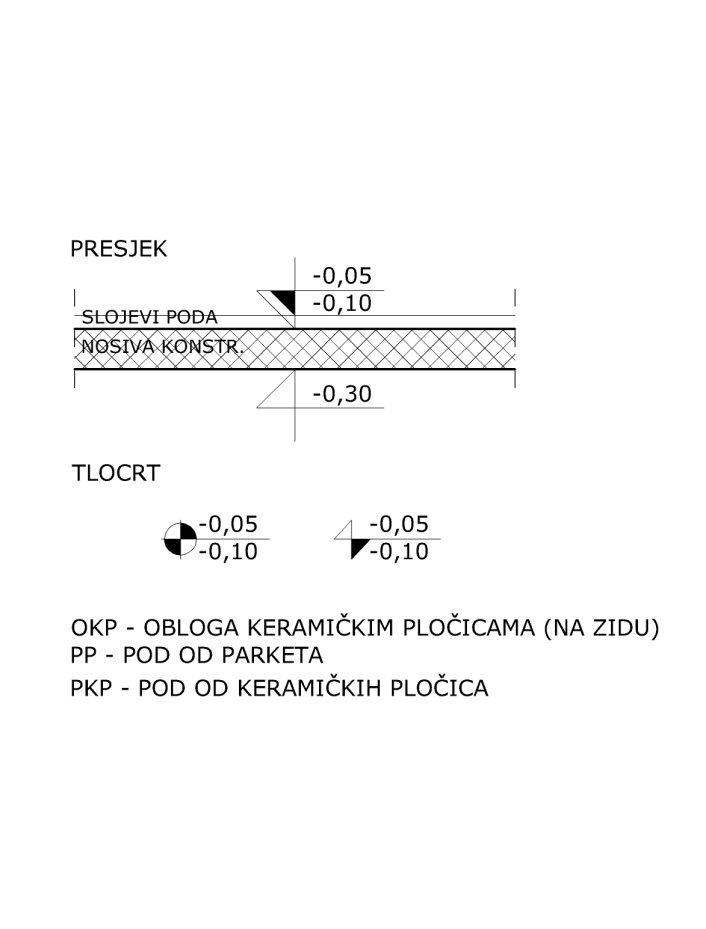 PRESJEK
-0,05
-0,10
SLOJEVI PODA
NOSIVA KONSTR.
-0,30
TLOCRT
-0,05 -0,05
-0,10 -0,10
OKP - OBLOGA KERAMIČKIM PLOČICAMA (NA ZIDU)
PP - POD OD PARKETA
PKP - POD OD KERAMIČKIH PLOČICA